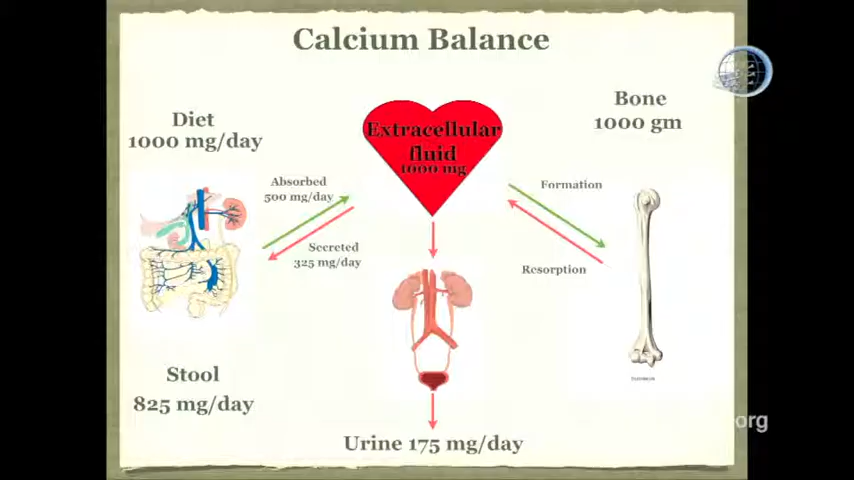 Calcium Balance
Diet
1000 mg/day
Extracellular
fluid
1000 mg
Bone
1000 gm
Absorbed
500 mg/day
Secreted
325 mg/day
Formation
Resorption
Stool
825 mg/day
Urine 175 mg/day
org